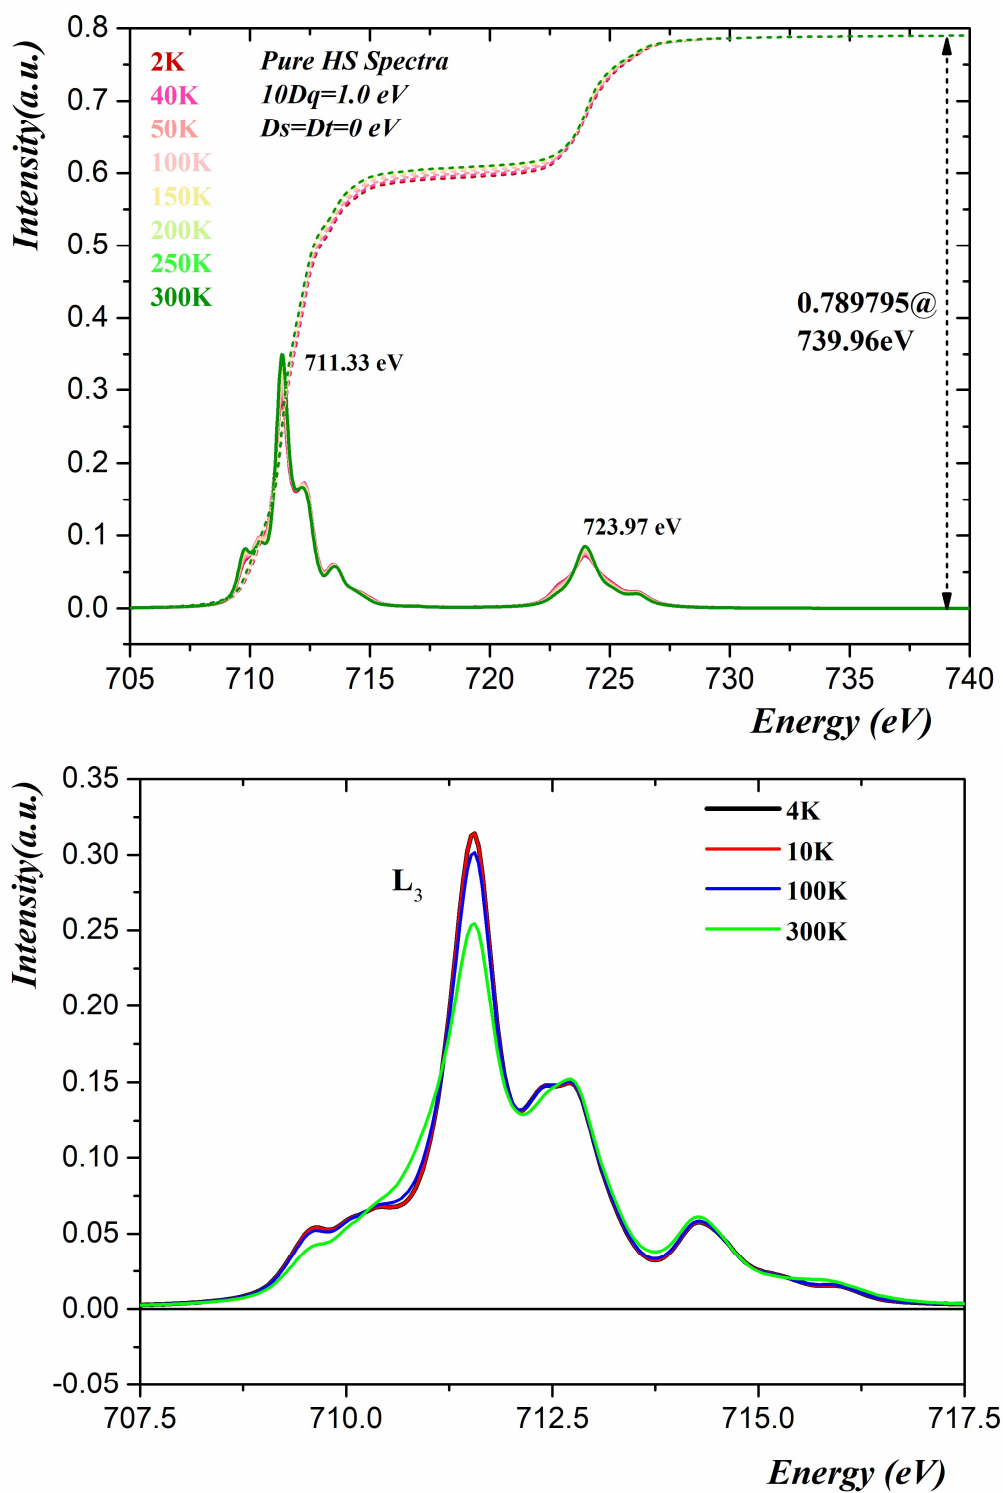 Intensity(a.u.)
0.8
0.7
0.6
0.5
0.4
0.3
0.2
0.1
0.0
2K
40K
50K
100K
150K
200K
250K
300K
Pure HS Spectra
10Dq=1.0 eV
Ds=Dt=0 eV
0.789795@
739.96eV
711.33 eV
723.97 eV
705 710 715 720 725 730 735 740
Energy (eV)
Intensity(a.u.)
0.35
0.30
0.25
0.20
0.15
0.10
0.05
0.00
-0.05
L3
4K
10K
100K
300K
707.5 710.0 712.5 715.0 717.5
Energy (eV)